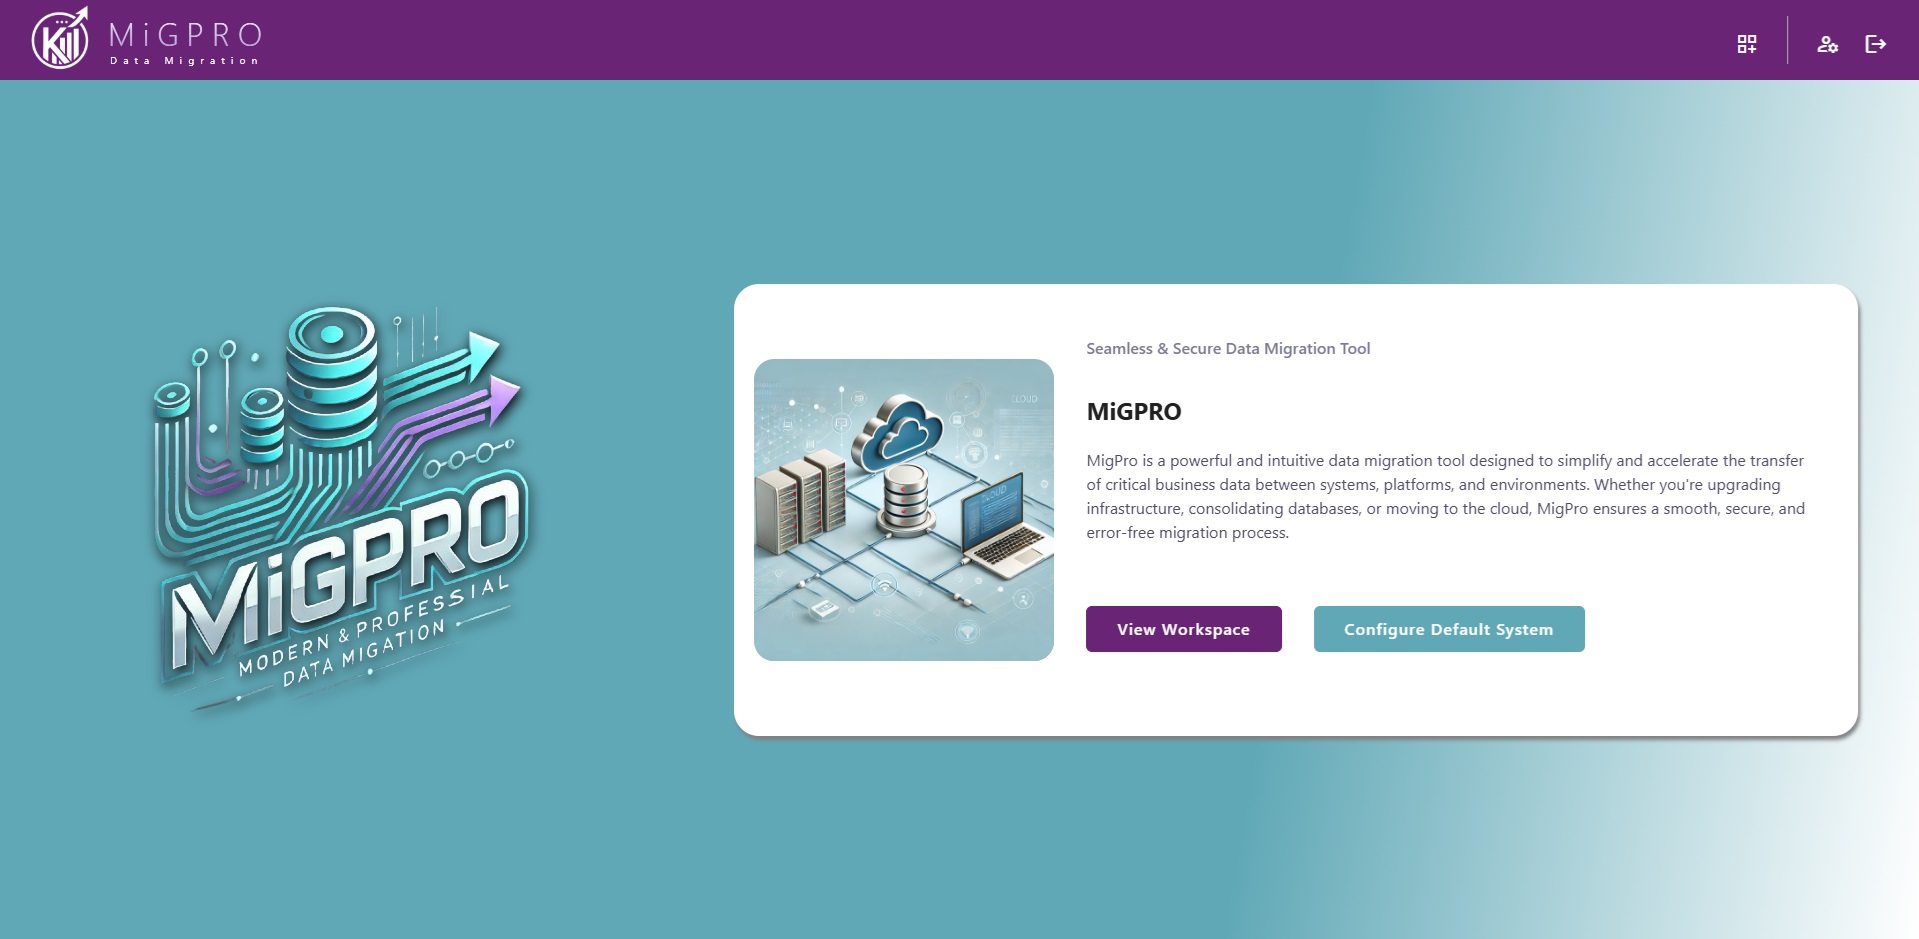 MiGPRO
Data Migration
MiGPRO
MODERN & PROFESSIAL
DATA MIGATION
CLOUD
CLOUD
Seamless & Secure Data Migration Tool
MiGPRO
MigPro is a powerful and intuitive data migration tool designed to simplify and accelerate the transfer
of critical business data between systems, platforms, and environments. Whether you're upgrading
infrastructure, consolidating databases, or moving to the cloud, MigPro ensures a smooth, secure, and
error-free migration process.
View Workspace
Configure Default System